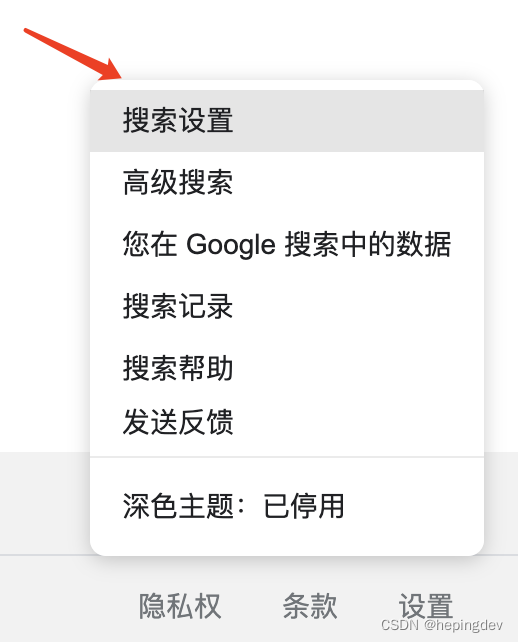 搜索设置
高级搜索
您在 Google 搜索中的数据
搜索记录
搜索帮助
发送反馈
深色主题：已停用
隐私权 条款 设置
CSDN @hepingdev